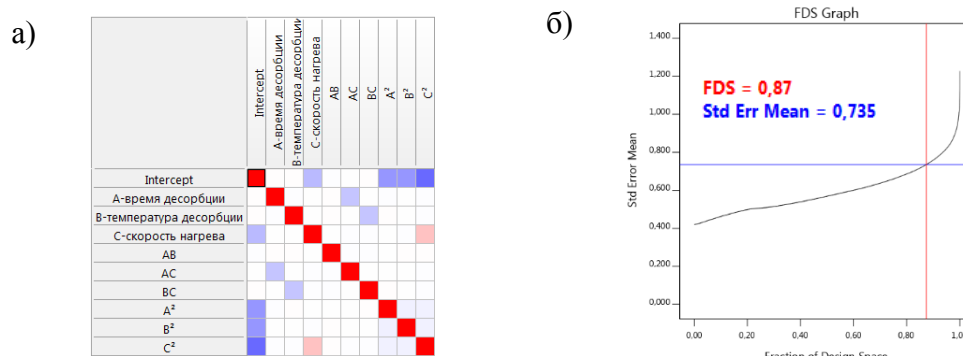 а)
Intercept
A-время десорбции
B-температура десорбции
C-скорость нагрева
AB
AC
BC
A²
B²
C²
Intercept
A-время десорбции
B-температура десорбции
C-скорость нагрева
AB
AC
BC
A²
B²
C²
б)
FDS Graph
1,400
1,200
1,000
0,800
0,600
0,400
0,200
0,000
Std Error Mean
FDS = 0,87
Std Err Mean = 0,735
0,00
0,20
0,40
0,60
0,80
1,0
Fraction of Design Space